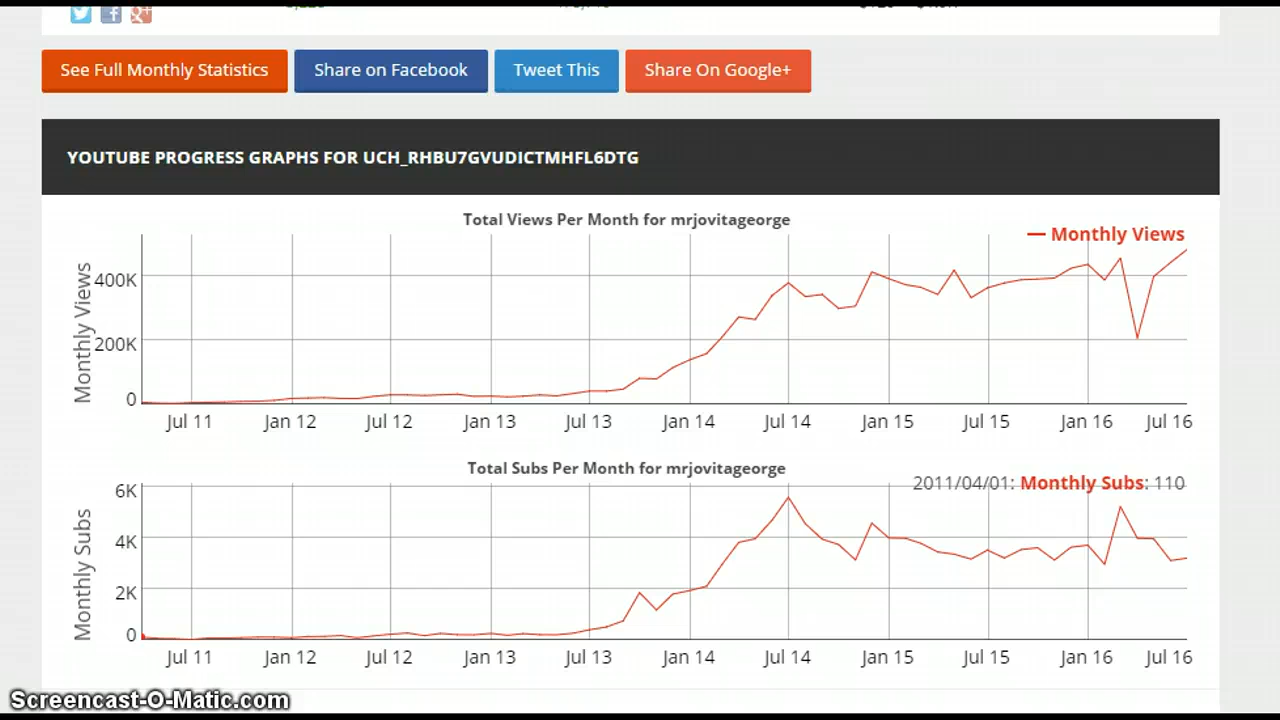 See Full Monthly Statistics Share on Facebook Tweet This Share On Google+
YOUTUBE PROGRESS GRAPHS FOR UCH_RHBU7GVUDICTMHFL6DTG
Total Views Per Month for mrjovitageorge
Monthly Views
Monthly Views
400K
200K
0
Jul 11 Jan 12 Jul 12 Jan 13 Jul 13 Jan 14 Jul 14 Jan 15 Jul 15 Jan 16 Jul 16
Total Subs Per Month for mrjovitageorge
2011/04/01: Monthly Subs: 110
Monthly Subs
6K
4K
2K
0
Jul 11 Jan 12 Jul 12 Jan 13 Jul 13 Jan 14 Jul 14 Jan 15 Jul 15 Jan 16 Jul 16
Screencast-O-Matic.com